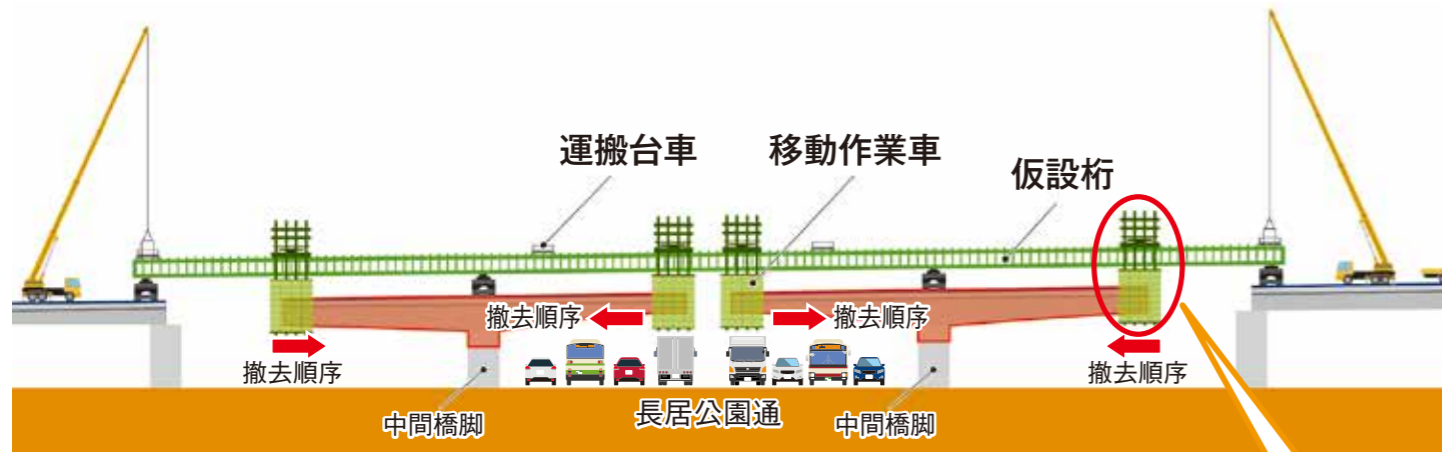 運搬台車
移動作業車
仮設桁
撤去順序
撤去順序
撤去順序
撤去順序
中間橋脚
長居公園通
中間橋脚